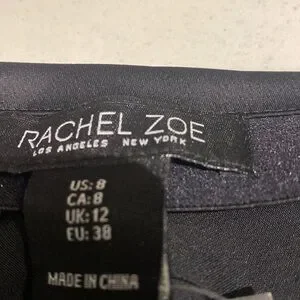 RACHEL ZOE
LOS ANGELES NEW YORK
US: 8
CA: 8
UK: 12
EU: 38
MADE IN CHINA